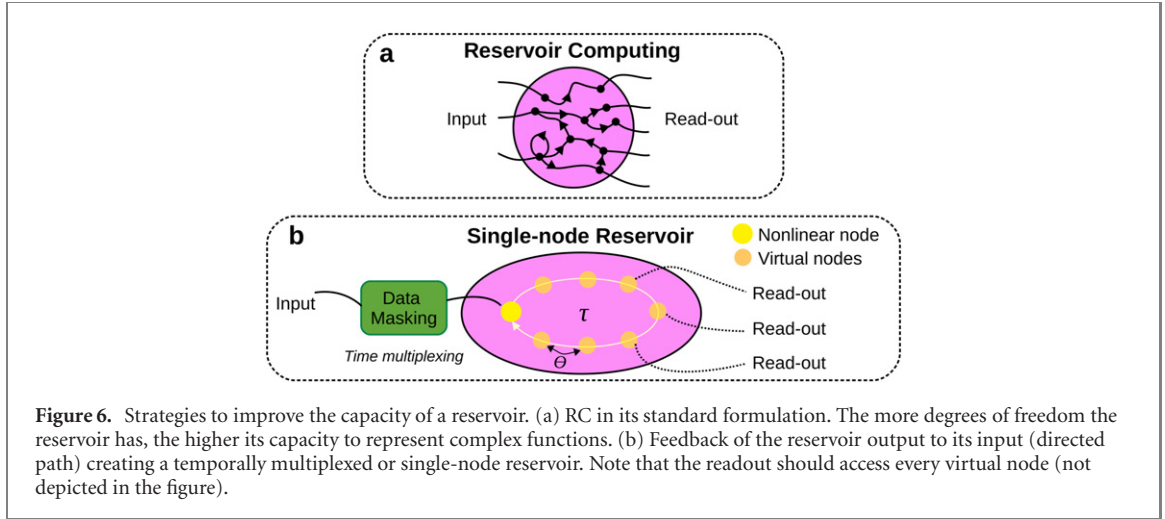 a
Reservoir Computing
Input
Read-out
b
Single-node Reservoir
Nonlinear node
Virtual nodes
Input
Data
Masking
Time multiplexing
τ
Θ
Read-out
Read-out
Read-out
Figure 6. Strategies to improve the capacity of a reservoir. (a) RC in its standard formulation. The more degrees of freedom the
reservoir has, the higher its capacity to represent complex functions. (b) Feedback of the reservoir output to its input (directed
path) creating a temporally multiplexed or single-node reservoir. Note that the readout should access every virtual node (not
depicted in the figure).